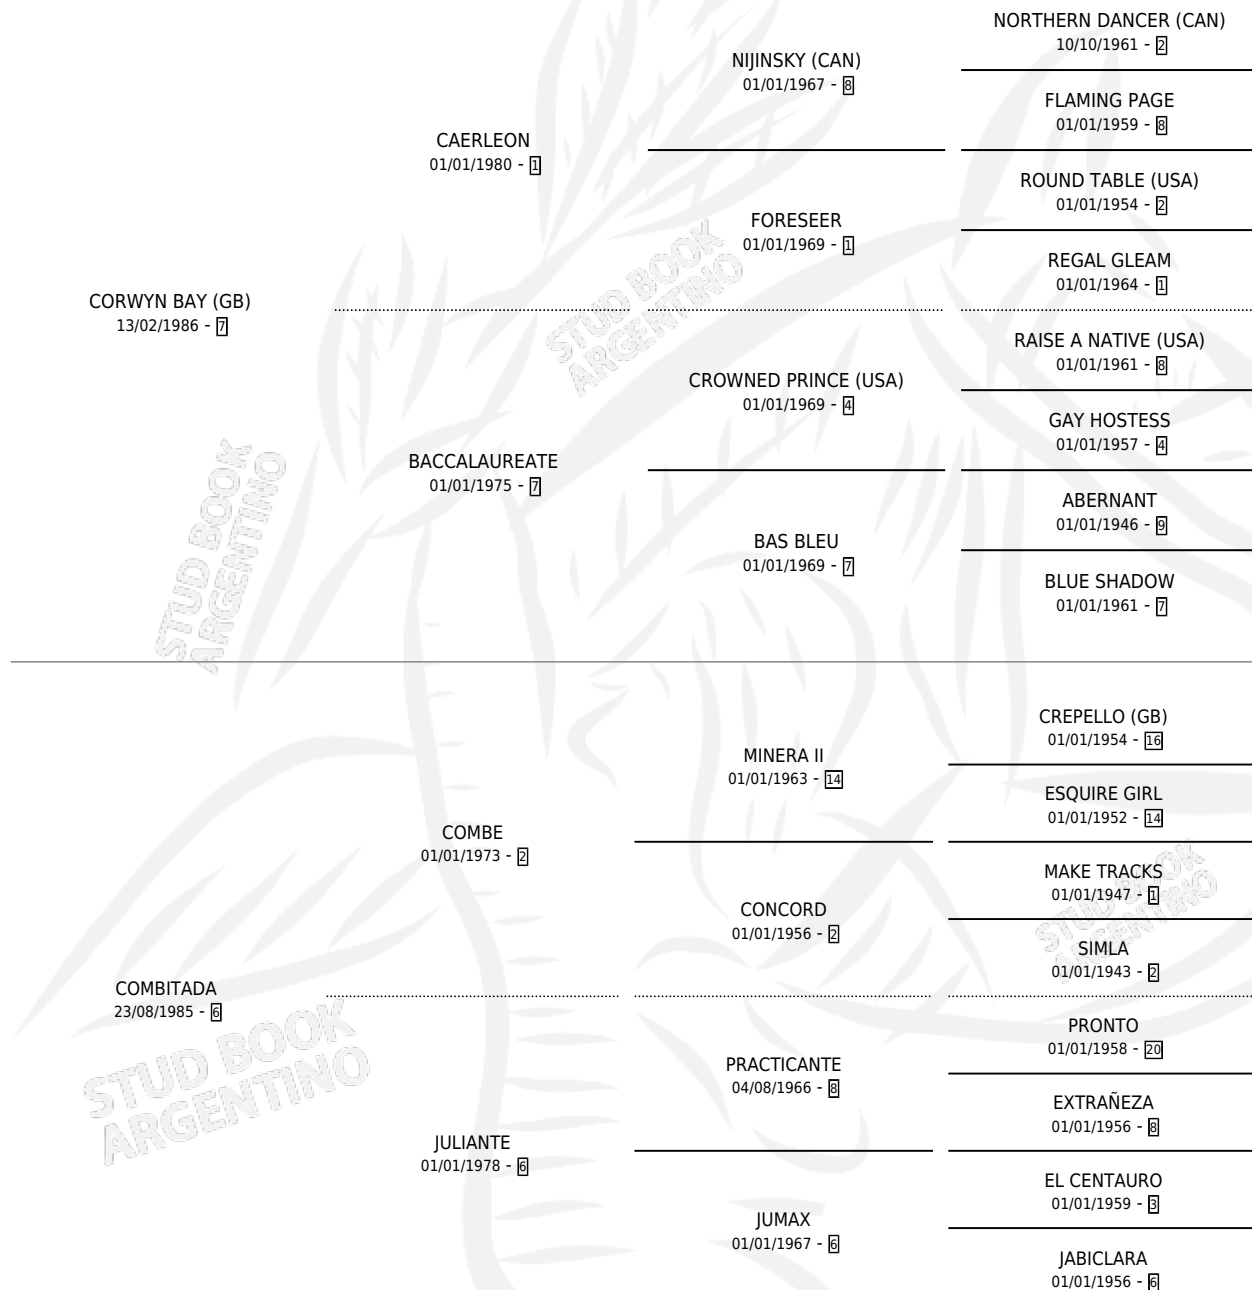 CORWYN BAY (GB)
13/02/1986 - 7
CAERLEON
01/01/1980 - 1
NIJINSKY (CAN)
01/01/1967 - 8
NORTHERN DANCER (CAN)
10/10/1961 - 2
FLAMING PAGE
01/01/1959 - 8
FORESEER
01/01/1969 - 1
ROUND TABLE (USA)
01/01/1954 - 2
REGAL GLEAM
01/01/1964 - 1
BACCALAUREATE
01/01/1975 - 7
CROWNED PRINCE (USA)
01/01/1969 - 4
RAISE A NATIVE (USA)
01/01/1961 - 8
GAY HOSTESS
01/01/1957 - 4
BAS BLEU
01/01/1969 - 7
ABERNANT
01/01/1946 - 9
BLUE SHADOW
01/01/1961 - 7
COMBITADA
23/08/1985 - 6
COMBE
01/01/1973 - 2
MINERA II
01/01/1963 - 14
CREPELLO (GB)
01/01/1954 - 16
ESQUIRE GIRL
01/01/1952 - 14
CONCORD
01/01/1956 - 2
MAKE TRACKS
01/01/1947 - 1
SIMLA
01/01/1943 - 2
JULIANTE
01/01/1978 - 6
PRACTICANTE
04/08/1966 - 8
PRONTO
01/01/1958 - 20
EXTRAÑEZA
01/01/1956 - 8
JUMAX
01/01/1967 - 6
EL CENTAURO
01/01/1959 - 3
JABICLARA
01/01/1956 - 6
STUD BOOK
ARGENTINO
STUD BOOK
ARGENTINO
STUD BOOK
ARGENTINO
STUD BOOK
ARGENTINO